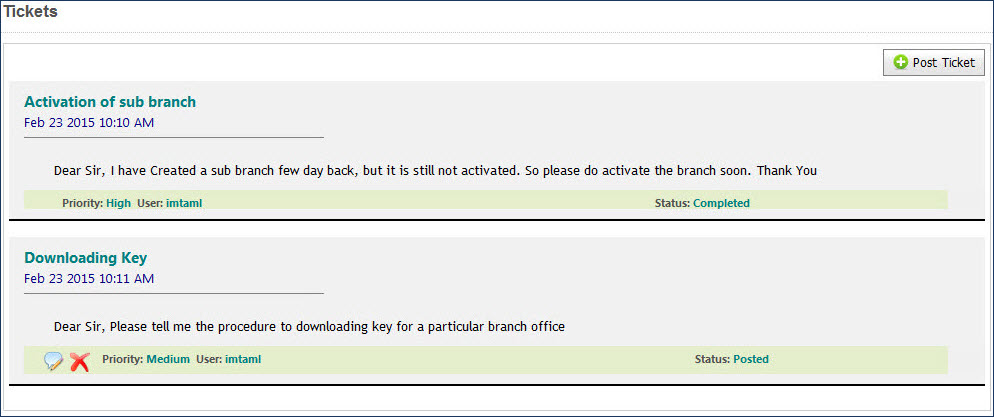 Tickets
Post Ticket
Activation of sub branch
Feb 23 2015 10:10 AM
Dear Sir, I have Created a sub branch few day back, but it is still not activated. So please do activate the branch soon. Thank You
Priority: High User: imtaml Status: Completed
Downloading Key
Feb 23 2015 10:11 AM
Dear Sir, Please tell me the procedure to downloading key for a particular branch office
Priority: Medium User: imtaml Status: Posted